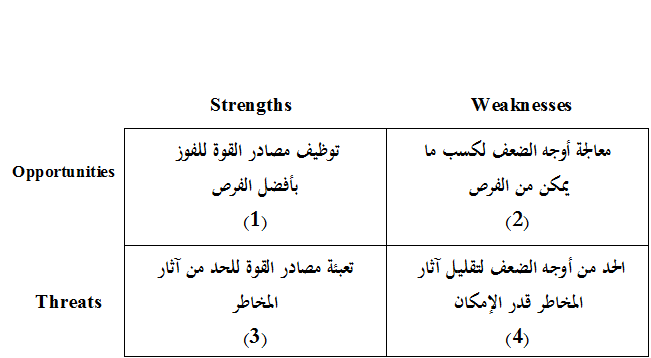 Strengths
Weaknesses
Opportunities
توظيف مصادر القوة للفوز
بأفضل الفرص
(1)
معالجة أوجه الضعف لكسب ما
يمكن من الفرص
(2)
Threats
تعبئة مصادر القوة للحد من آثار
المخاطر
(3)
الحد من أوجه الضعف لتقليل آثار
المخاطر قدر الإمكان
(4)